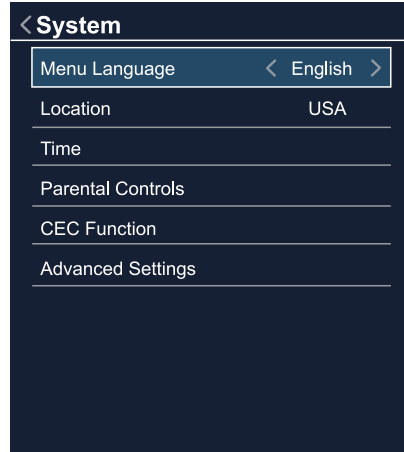 System
Menu Language < English >
Location USA
Time
Parental Controls
CEC Function
Advanced Settings